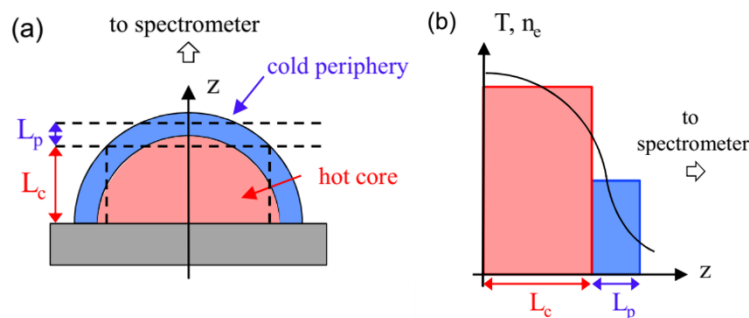 (a)
to spectrometer
z
cold periphery
Lp
Lc
hot core
(b)
T, ne
to
spectrometer
z
Lc
Lp